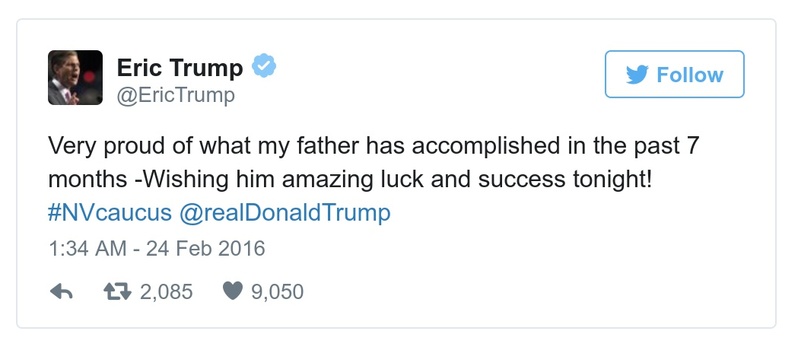 Eric Trump
@EricTrump
Follow
Very proud of what my father has accomplished in the past 7
months -Wishing him amazing luck and success tonight!
#NVcaucus @realDonaldTrump
1:34 AM - 24 Feb 2016
2,085 9,050